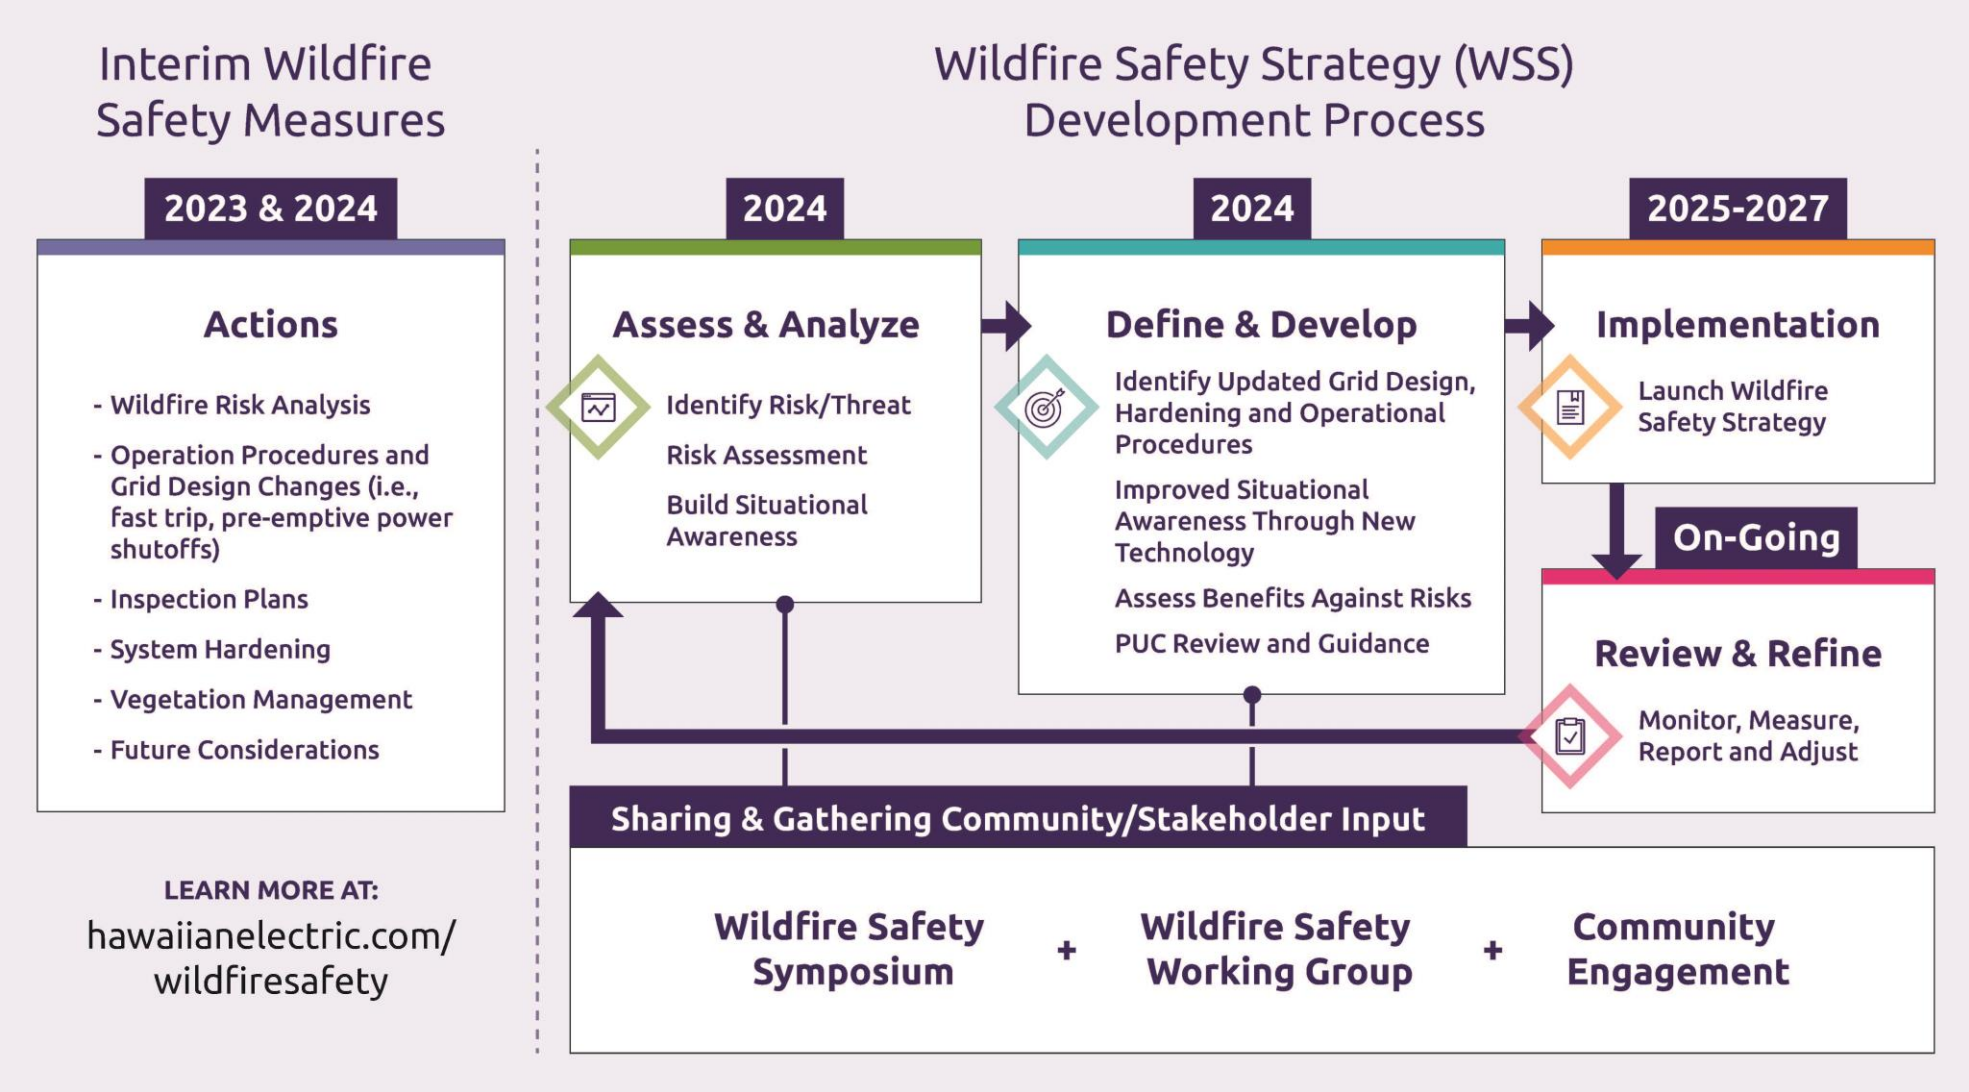 Interim Wildfire
Safety Measures
2023 & 2024
Actions
- Wildfire Risk Analysis
- Operation Procedures and
Grid Design Changes (i.e.,
fast trip, pre-emptive power
shutoffs)
- Inspection Plans
- System Hardening
- Vegetation Management
- Future Considerations
LEARN MORE AT:
hawaiianelectric.com/
wildfiresafety
Wildfire Safety Strategy (WSS)
Development Process
2024
Assess & Analyze
Identify Risk/Threat
Risk Assessment
Build Situational
Awareness
2024
Define & Develop
Identify Updated Grid Design,
Hardening and Operational
Procedures
Improved Situational
Awareness Through New
Technology
Assess Benefits Against Risks
PUC Review and Guidance
2025-2027
Implementation
Launch Wildfire
Safety Strategy
On-Going
Review & Refine
Monitor, Measure,
Report and Adjust
Sharing & Gathering Community/Stakeholder Input
Wildfire Safety
Symposium
+
Wildfire Safety
Working Group
+
Community
Engagement